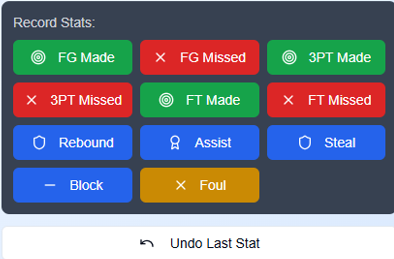 Record Stats:
FG Made
FG Missed
3PT Made
3PT Missed
FT Made
FT Missed
Rebound
Assist
Steal
Block
Foul
Undo Last Stat